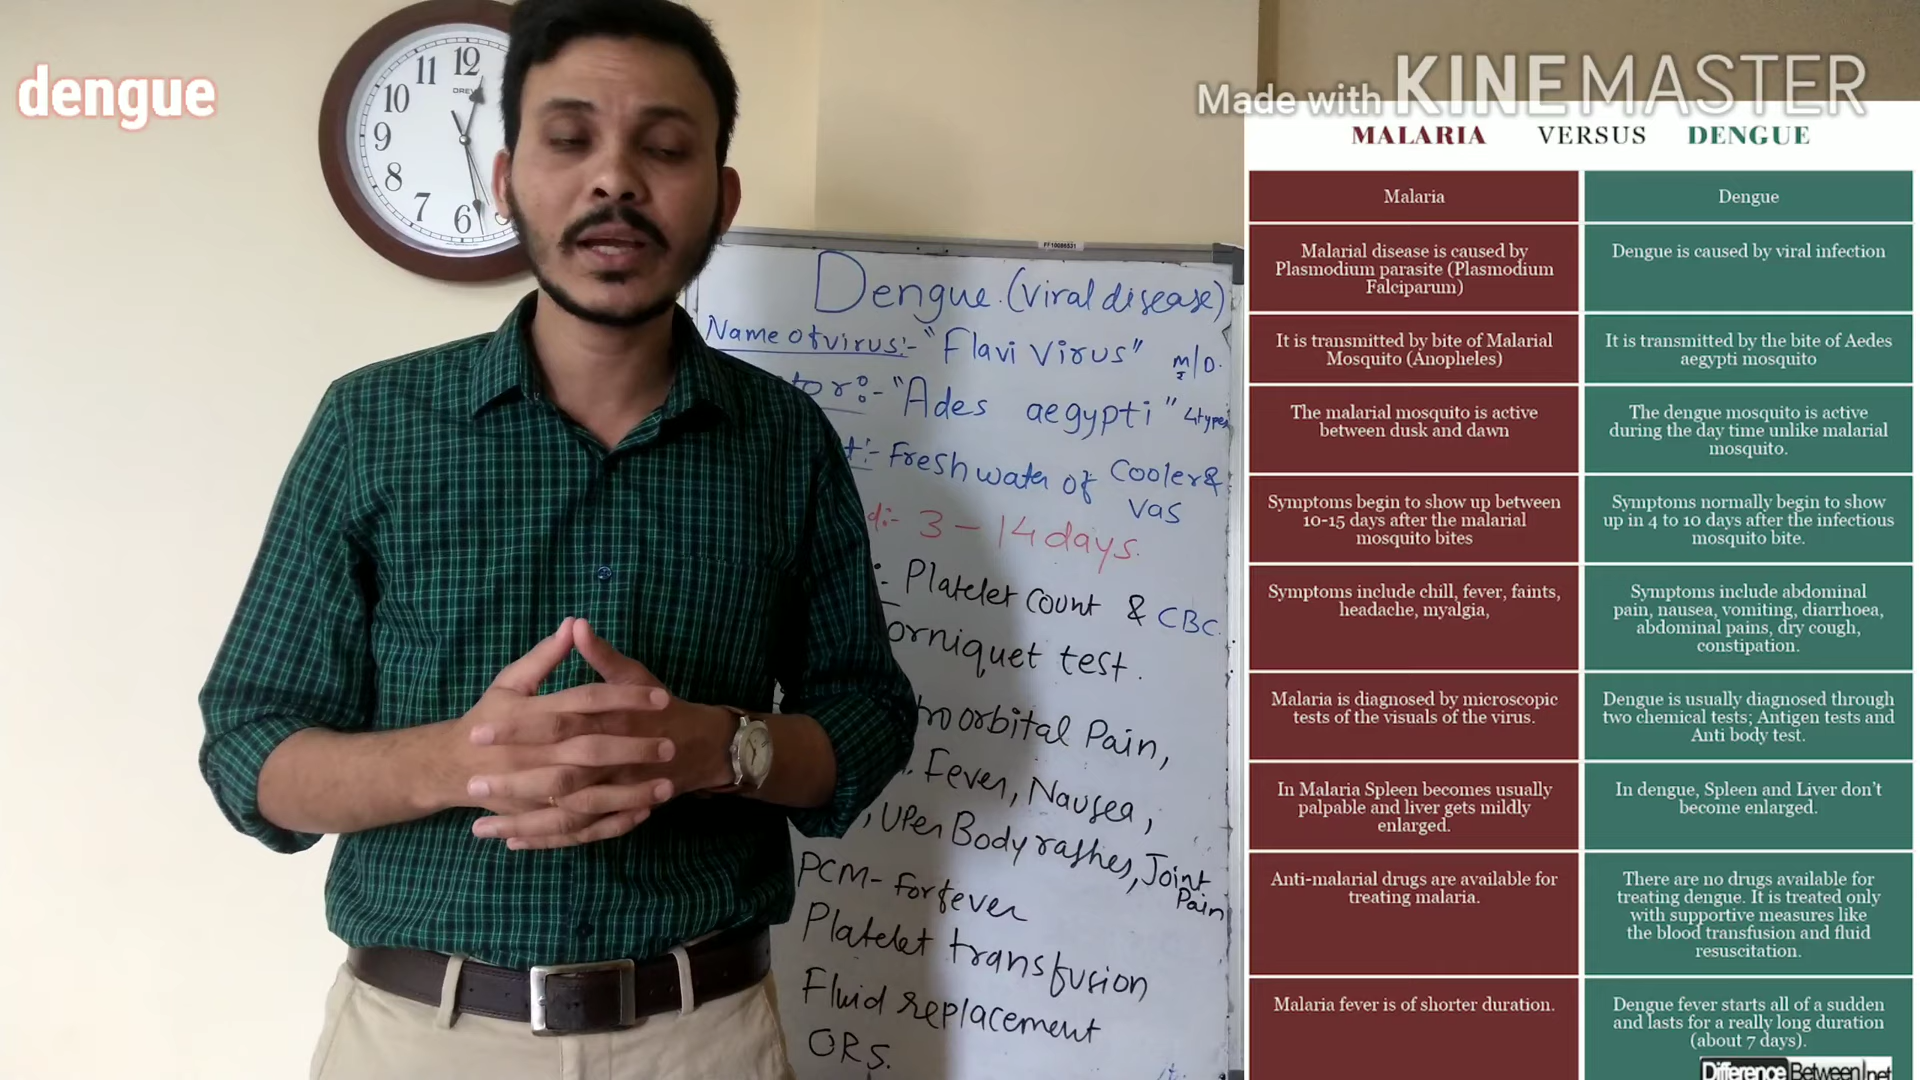 dengue
12
11
10
9
8
7
6
Made with KINEMASTER
FF10086531
Dengue (viral disease)
Name of virus:- "Flavi Virus" M/D.
tor:- "Ades aegypti" 4types
t:- Fresh water of Cooler &
Vas
d:- 3 - 14 days.
:- Platelet count & CBC.
orniquet test.
tro orbital Pain,
Fever, Nausea,
, UPer Body rashes, Joint
Pain
PCM- For fever
Platelet transfusion
Fluid replacement
ORS.
MALARIA VERSUS DENGUE
Malaria
Dengue
Malarial disease is caused by
Plasmodium parasite (Plasmodium
Falciparum)
Dengue is caused by viral infection
It is transmitted by bite of Malarial
Mosquito (Anopheles)
It is transmitted by the bite of Aedes
aegypti mosquito
The malarial mosquito is active
between dusk and dawn
The dengue mosquito is active
during the day time unlike malarial
mosquito.
Symptoms begin to show up between
10-15 days after the malarial
mosquito bites
Symptoms normally begin to show
up in 4 to 10 days after the infectious
mosquito bite.
Symptoms include chill, fever, faints,
headache, myalgia,
Symptoms include abdominal
pain, nausea, vomiting, diarrhoea,
abdominal pains, dry cough,
constipation.
Malaria is diagnosed by microscopic
tests of the visuals of the virus.
Dengue is usually diagnosed through
two chemical tests; Antigen tests and
Anti body test.
In Malaria Spleen becomes usually
palpable and liver gets mildly
enlarged.
In dengue, Spleen and Liver don't
become enlarged.
Anti-malarial drugs are available for
treating malaria.
There are no drugs available for
treating dengue. It is treated only
with supportive measures like
the blood transfusion and fluid
resuscitation.
Malaria fever is of shorter duration.
Dengue fever starts all of a sudden
and lasts for a really long duration
(about 7 days).
DifferenceBetween.net